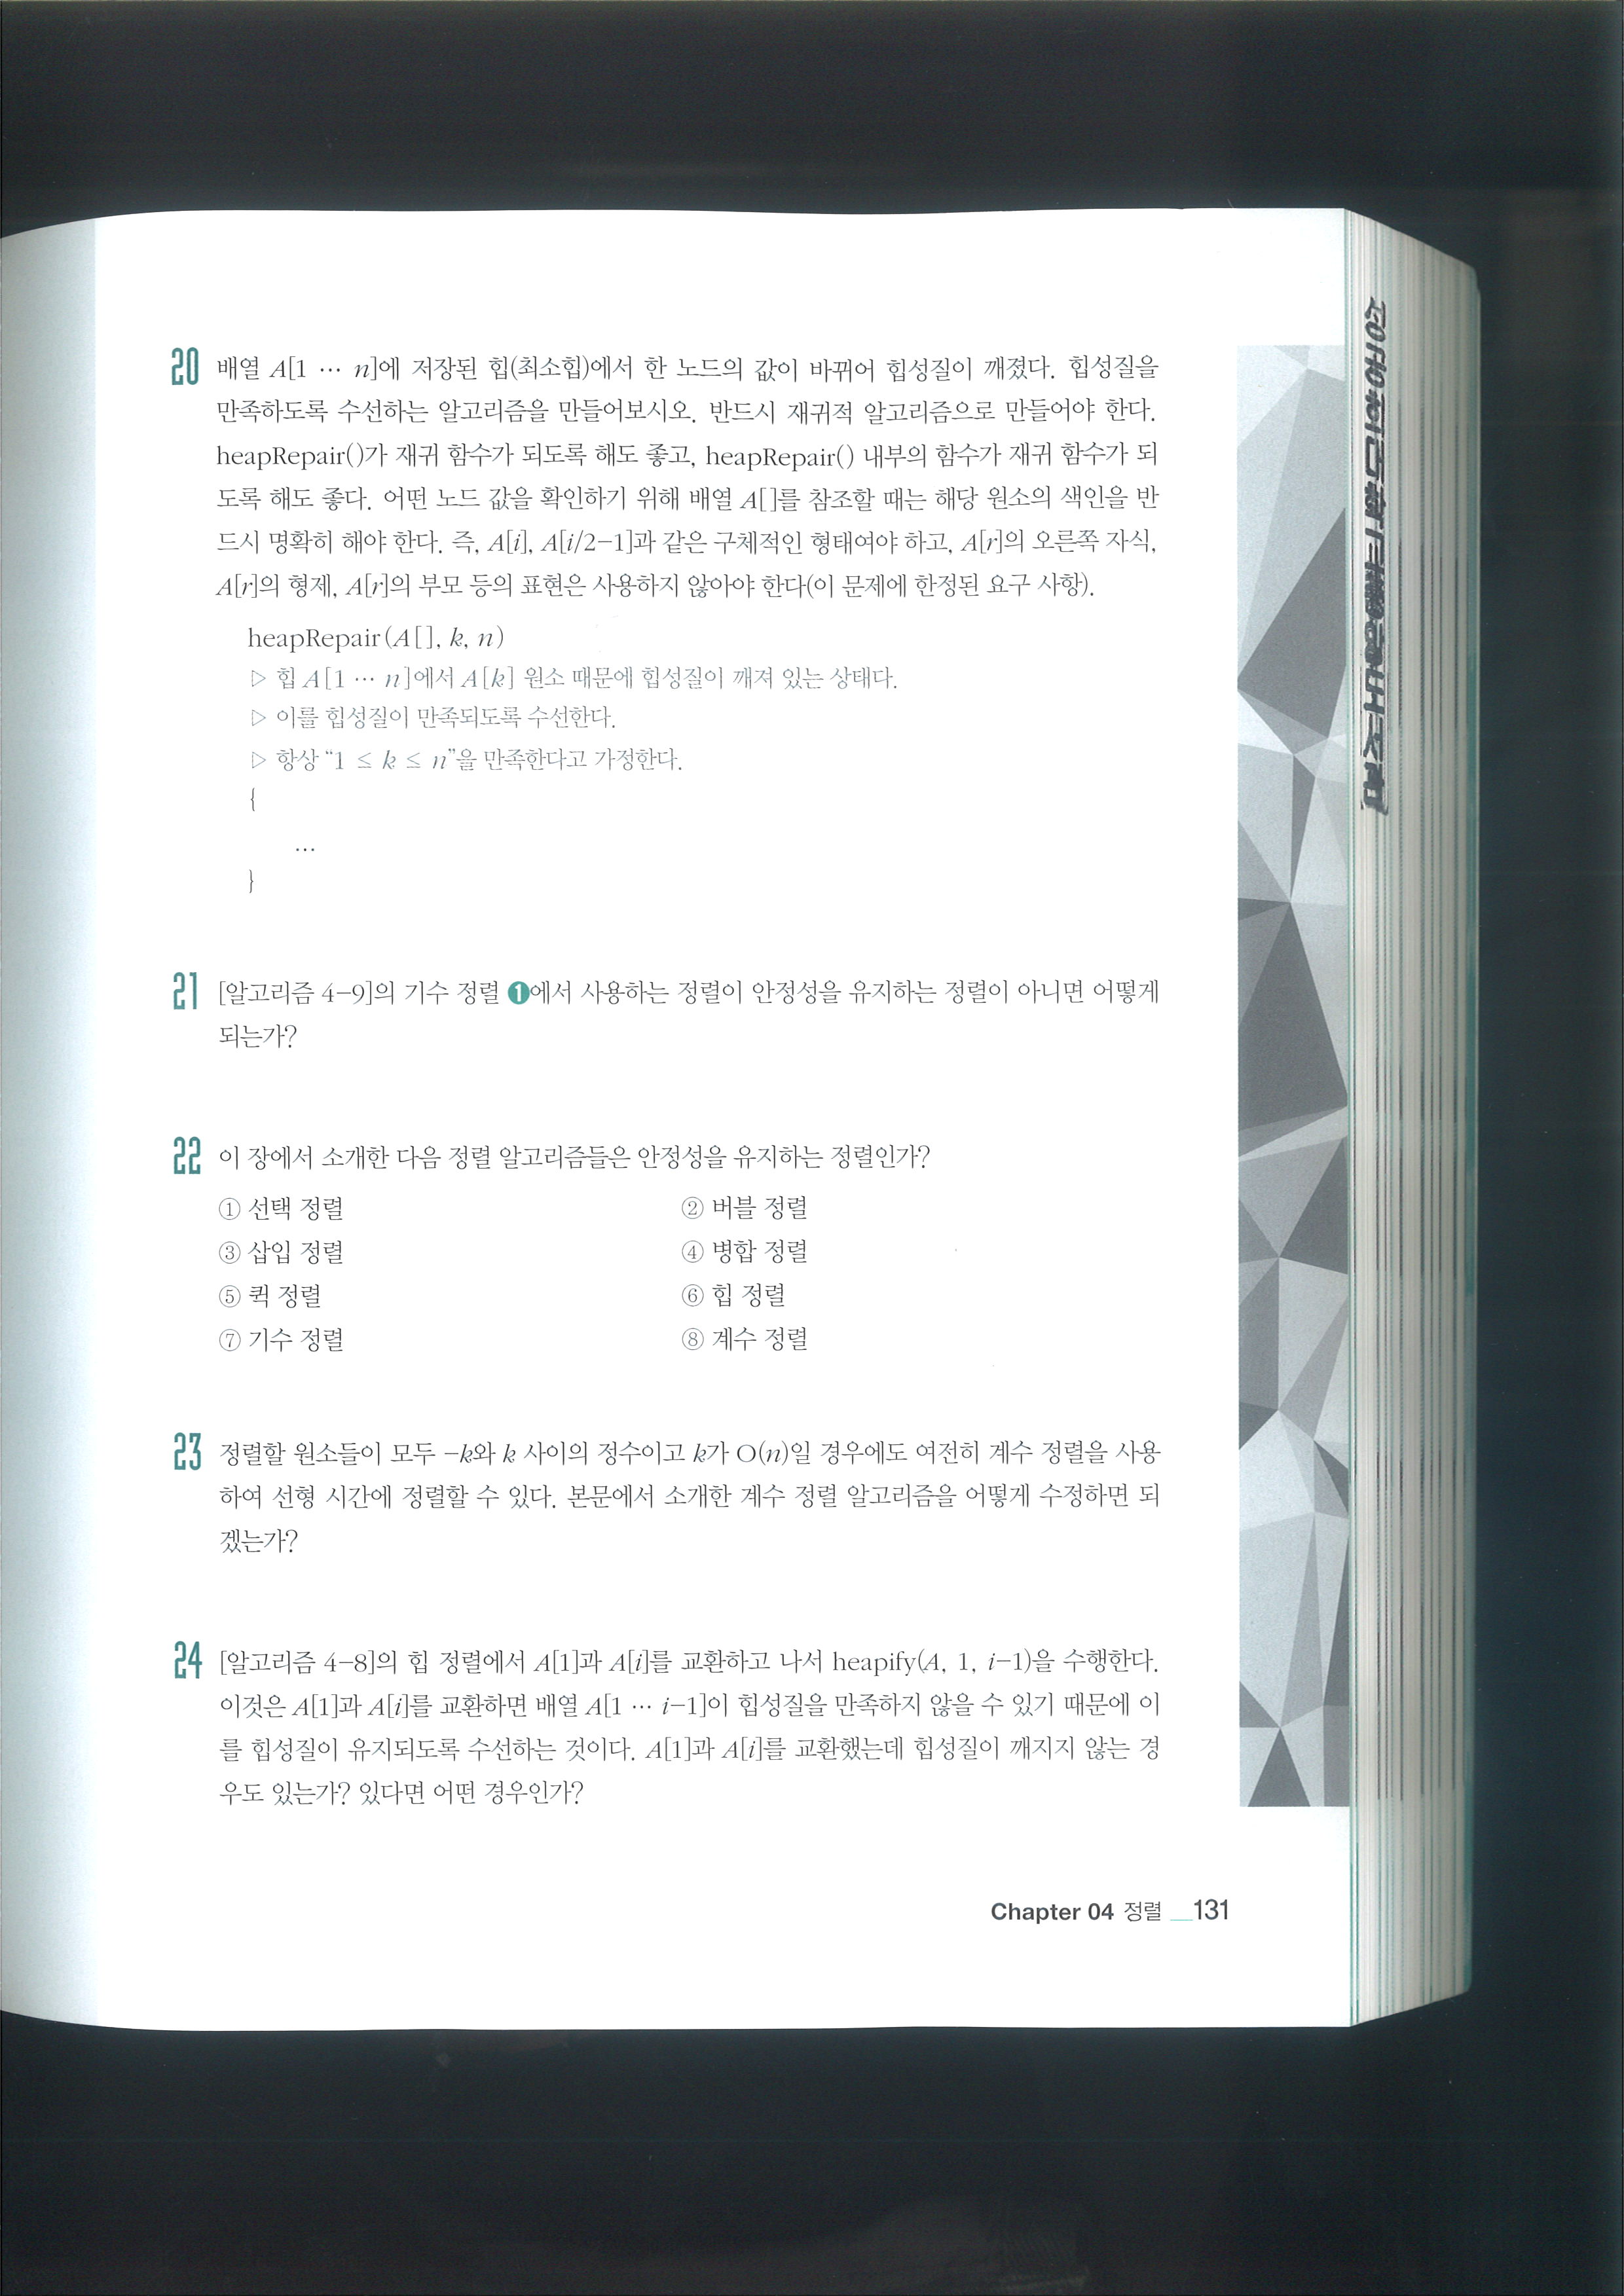 20 배열 A[1 … n]에 저장된 힙(최소힙)에서 한 노드의 값이 바뀌어 힙성질이 깨졌다. 힙성질을
만족하도록 수선하는 알고리즘을 만들어보시오. 반드시 재귀적 알고리즘으로 만들어야 한다.
heapRepair()가 재귀 함수가 되도록 해도 좋고, heapRepair() 내부의 함수가 재귀 함수가 되
도록 해도 좋다. 어떤 노드 값을 확인하기 위해 배열 A[]를 참조할 때는 해당 원소의 색인을 반
드시 명확히 해야 한다. 즉, A[i], A[i/2−1]과 같은 구체적인 형태여야 하고, A[r]의 오른쪽 자식,
A[r]의 형제, A[r]의 부모 등의 표현은 사용하지 않아야 한다(이 문제에 한정된 요구 사항).
heapRepair(A[], k, n)
▷ 힙 A[1 … n]에서 A[k] 원소 때문에 힙성질이 깨져 있는 상태다.
▷ 이를 힙성질이 만족되도록 수선한다.
▷ 항상 “1 ≤ k ≤ n”을 만족한다고 가정한다.
{
…
}
21 [알고리즘 4−9]의 기수 정렬 ❶에서 사용하는 정렬이 안정성을 유지하는 정렬이 아니면 어떻게
되는가?
22 이 장에서 소개한 다음 정렬 알고리즘들은 안정성을 유지하는 정렬인가?
① 선택 정렬 ② 버블 정렬
③ 삽입 정렬 ④ 병합 정렬
⑤ 퀵 정렬 ⑥ 힙 정렬
⑦ 기수 정렬 ⑧ 계수 정렬
23 정렬할 원소들이 모두 −k와 k 사이의 정수이고 k가 O(n)일 경우에도 여전히 계수 정렬을 사용
하여 선형 시간에 정렬할 수 있다. 본문에서 소개한 계수 정렬 알고리즘을 어떻게 수정하면 되
겠는가?
24 [알고리즘 4−8]의 힙 정렬에서 A[1]과 A[i]를 교환하고 나서 heapify(A, 1, i−1)을 수행한다.
이것은 A[1]과 A[i]를 교환하면 배열 A[1 … i−1]이 힙성질을 만족하지 않을 수 있기 때문에 이
를 힙성질이 유지되도록 수선하는 것이다. A[1]과 A[i]를 교환했는데 힙성질이 깨지지 않는 경
우도 있는가? 있다면 어떤 경우인가?
Chapter 04 정렬 __131